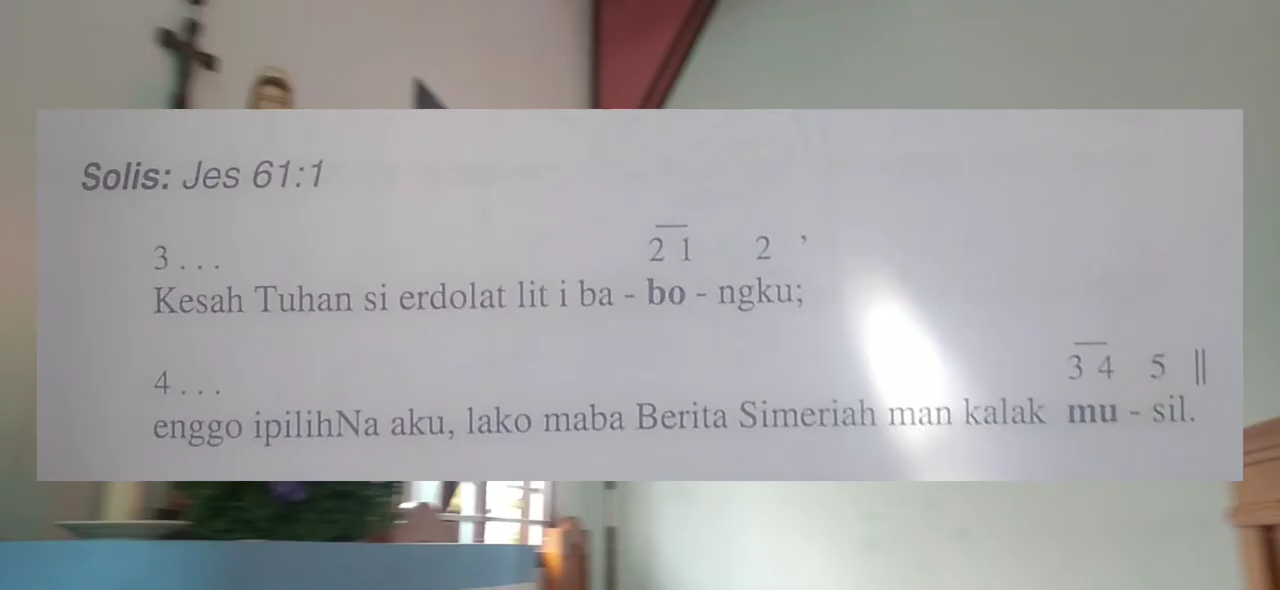 Solis: Jes 61:1
3 . . . 2 1 2 ’
Kesah Tuhan si erdolat lit i ba - bo - ngku;
4 . . . 3 4 5 ||
enggo ipilihNa aku, lako maba Berita Simeriah man kalak mu - sil.